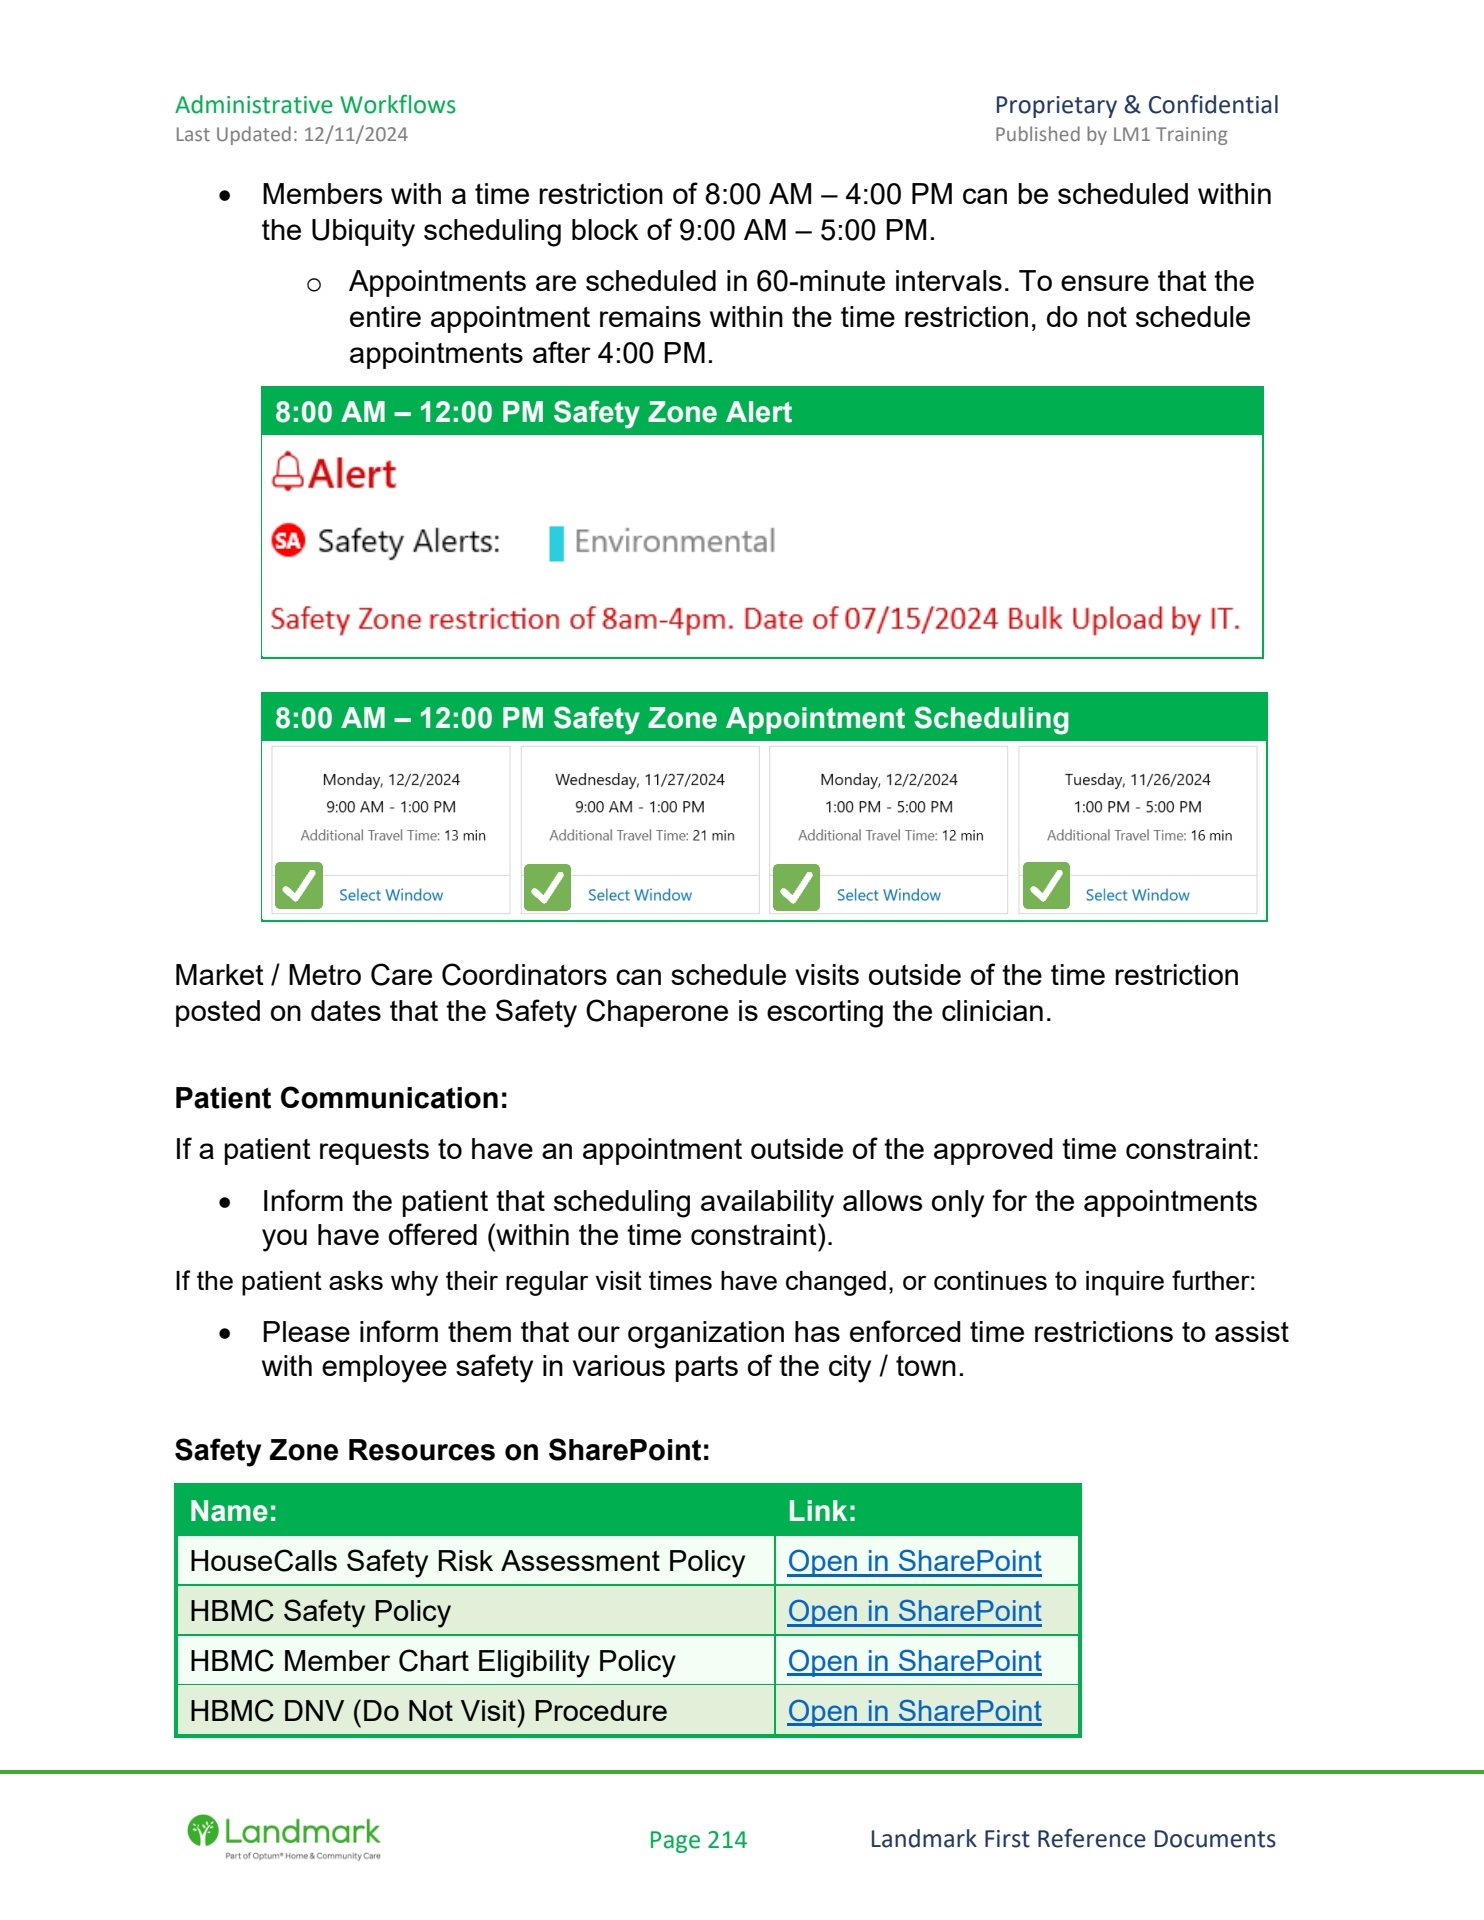 Administrative Workflows
Proprietary & Confidential
Last Updated: 12/11/2024
Published by LM1 Training
• Members with a time restriction of 8:00 AM – 4:00 PM can be scheduled within
the Ubiquity scheduling block of 9:00 AM – 5:00 PM.
o Appointments are scheduled in 60-minute intervals. To ensure that the
entire appointment remains within the time restriction, do not schedule
appointments after 4:00 PM.
8:00 AM – 12:00 PM Safety Zone Alert
Alert
SA Safety Alerts: Environmental
Safety Zone restriction of 8am-4pm. Date of 07/15/2024 Bulk Upload by IT.
8:00 AM – 12:00 PM Safety Zone Appointment Scheduling
Monday, 12/2/2024
9:00 AM - 1:00 PM
Additional Travel Time: 13 min
Select Window
Wednesday, 11/27/2024
9:00 AM - 1:00 PM
Additional Travel Time: 21 min
Select Window
Monday, 12/2/2024
1:00 PM - 5:00 PM
Additional Travel Time: 12 min
Select Window
Tuesday, 11/26/2024
1:00 PM - 5:00 PM
Additional Travel Time: 16 min
Select Window
Market / Metro Care Coordinators can schedule visits outside of the time restriction
posted on dates that the Safety Chaperone is escorting the clinician.
Patient Communication:
If a patient requests to have an appointment outside of the approved time constraint:
• Inform the patient that scheduling availability allows only for the appointments
you have offered (within the time constraint).
If the patient asks why their regular visit times have changed, or continues to inquire further:
• Please inform them that our organization has enforced time restrictions to assist
with employee safety in various parts of the city / town.
Safety Zone Resources on SharePoint:
Name: Link:
HouseCalls Safety Risk Assessment Policy Open in SharePoint
HBMC Safety Policy Open in SharePoint
HBMC Member Chart Eligibility Policy Open in SharePoint
HBMC DNV (Do Not Visit) Procedure Open in SharePoint
Landmark
Part of Optum® Home & Community Care
Page 214
Landmark First Reference Documents